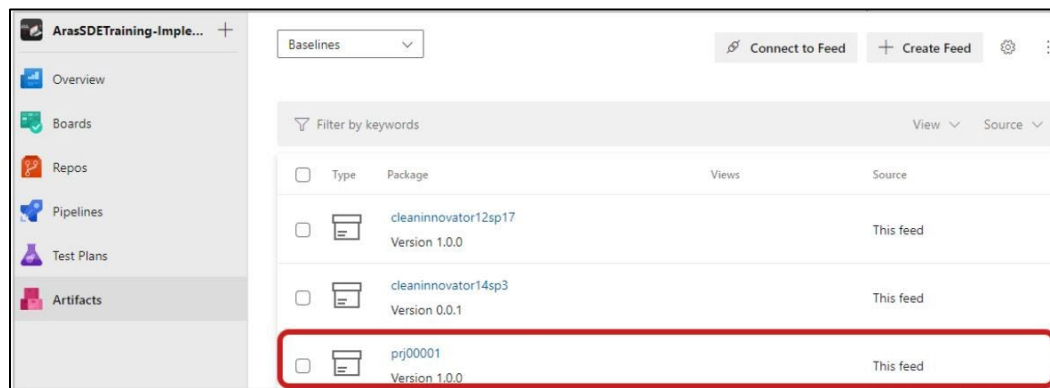 ArasSDETraining-Imple...
Baselines
Connect to Feed
Create Feed
Overview
Boards
Filter by keywords
View
Source
Repos
Type Package Views Source
Pipelines
cleaninnovator12sp17
Version 1.0.0
This feed
Test Plans
Artifacts
cleaninnovator14sp3
Version 0.0.1
This feed
prj00001
Version 1.0.0
This feed